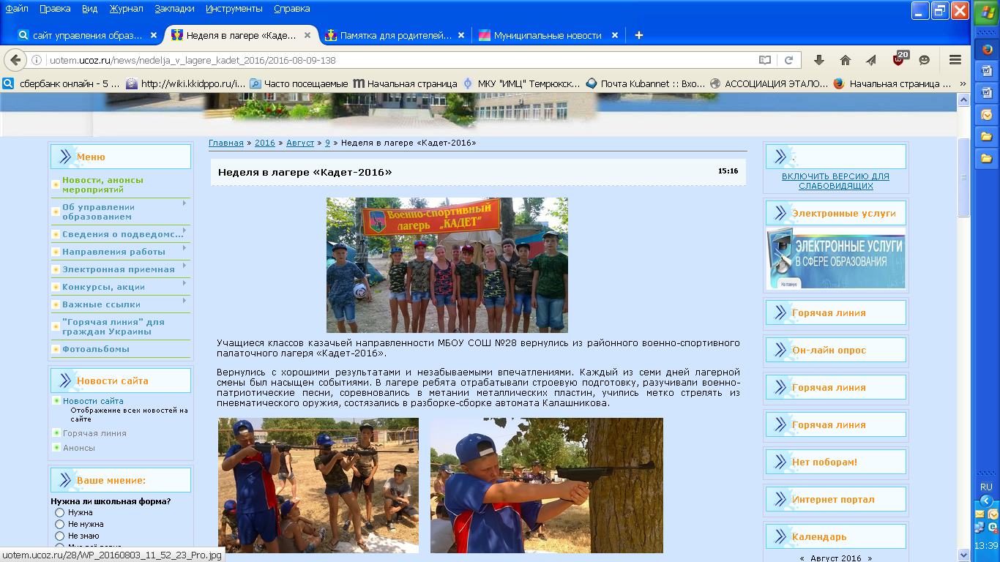 Файл Правка Вид Журнал Закладки Инструменты Справка
сайт управления образ... Неделя в лагере «Каде... Памятка для родителей... Муниципальные новости
uotem.ucoz.ru/news/nedelja_v_lagere_kadet_2016/2016-08-09-138
20
сбербанк онлайн - 5 ... http://wiki.kkidppo.ru/i... Часто посещаемые Начальная страница МКУ "ИМЦ" Темрюкск... Почта Kubannet :: Вхо... АССОЦИАЦИЯ ЭТАЛО... Начальная страница ... »
Меню
Новости, анонсы
мероприятий
Об управлении
образованием
Сведения о подведомс...
Направления работы
Электронная приемная
Конкурсы, акции
Важные ссылки
"Горячая линия" для
граждан Украины
Фотоальбомы
Новости сайта
Новости сайта
Отображение всех новостей на
сайте
Горячая линия
Анонсы
Ваше мнение:
Нужна ли школьная форма?
Нужна
Не нужна
Не знаю
Главная » 2016 » Август » 9 » Неделя в лагере «Кадет-2016»
Неделя в лагере «Кадет-2016» 15:16
Военно-спортивный
лагерь „КАДЕТ"
Учащиеся классов казачьей направленности МБОУ СОШ №28 вернулись из районного военно-спортивного
палаточного лагеря «Кадет-2016».
Вернулись с хорошими результатами и незабываемыми впечатлениями. Каждый из семи дней лагерной
смены был насыщен событиями. В лагере ребята отрабатывали строевую подготовку, разучивали военно-
патриотические песни, соревновались в метании металлических пластин, учились метко стрелять из
пневматического оружия, состязались в разборке-сборке автомата Калашникова.
:
ВКЛЮЧИТЬ ВЕРСИЮ ДЛЯ
СЛАБОВИДЯЩИХ
Электронные услуги
ЭЛЕКТРОННЫЕ УСЛУГИ
В СФЕРЕ ОБРАЗОВАНИЯ
На главную
Горячая линия
Он-лайн опрос
Горячая линия
Горячая линия
Нет поборам!
Интернет портал
Календарь
« Август 2016 »
uotem.ucoz.ru/28/WP_20160803_11_52_23_Pro.jpg
RU
13:39